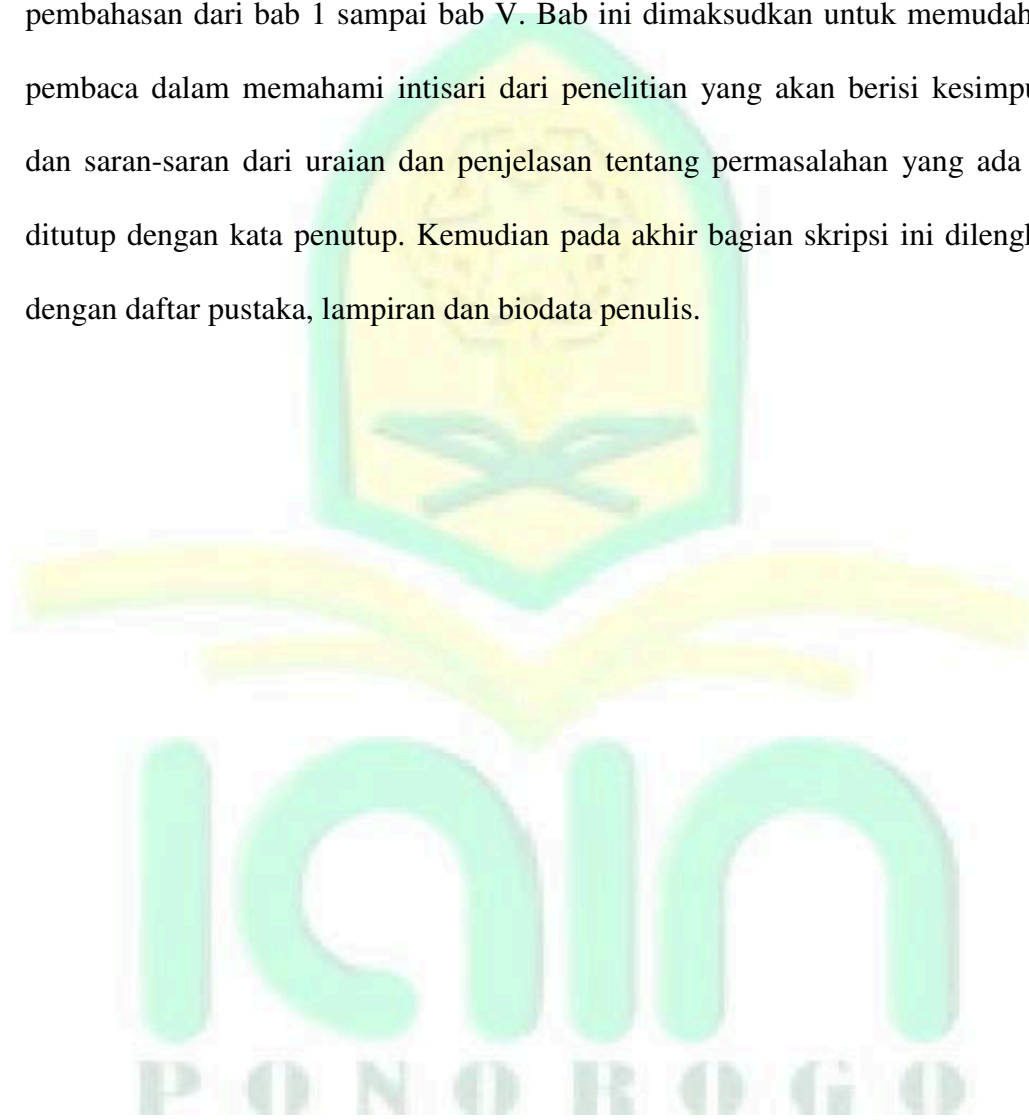 pembahasan dari bab 1 sampai bab V. Bab ini dimaksudkan untuk memudah
pembaca dalam memahami intisari dari penelitian yang akan berisi kesimpu
dan saran-saran dari uraian dan penjelasan tentang permasalahan yang ada
ditutup dengan kata penutup. Kemudian pada akhir bagian skripsi ini dilengk
dengan daftar pustaka, lampiran dan biodata penulis.
iain
PONOROGO